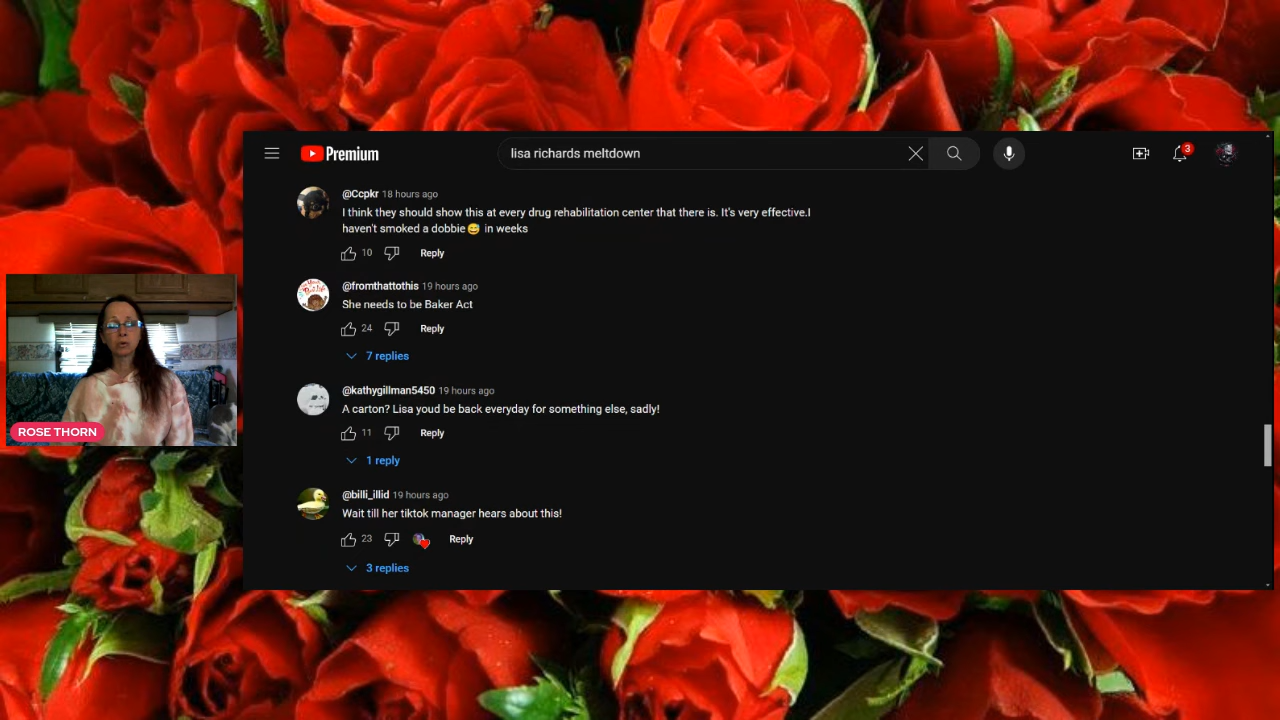 Premium
lisa richards meltdown
3
@Ccpkr 18 hours ago
I think they should show this at every drug rehabilitation center that there is. It's very effective.I
haven't smoked a dobbie😅 in weeks
10 Reply
@fromthattothis 19 hours ago
She needs to be Baker Act
24 Reply
7 replies
@kathygillman5450 19 hours ago
A carton? Lisa youd be back everyday for something else, sadly!
11 Reply
1 reply
@billi_illid 19 hours ago
Wait till her tiktok manager hears about this!
23 Reply
3 replies
ROSE THORN